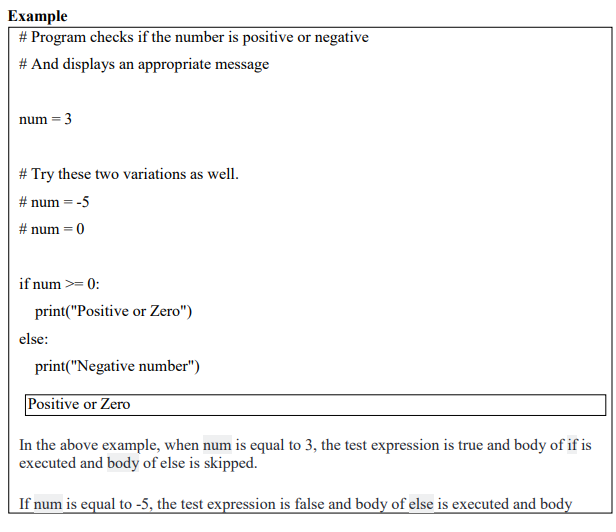 Example
# Program checks if the number is positive or negative
# And displays an appropriate message
num = 3
# Try these two variations as well.
# num = -5
# num = 0
if num >= 0:
print("Positive or Zero")
else:
print("Negative number")
Positive or Zero
In the above example, when num is equal to 3, the test expression is true and body of if is
executed and body of else is skipped.
If num is equal to -5, the test expression is false and body of else is executed and body